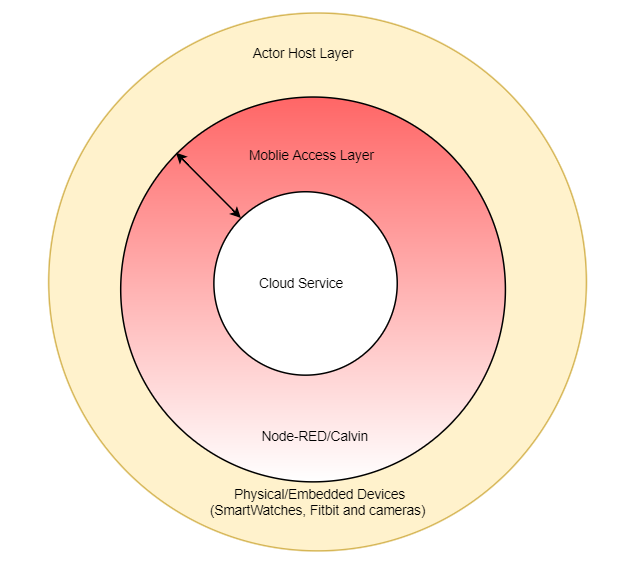 Actor Host Layer
Moblie Access Layer
Cloud Service
Node-RED/Calvin
Physical/Embedded Devices
(SmartWatches, Fitbit and cameras)